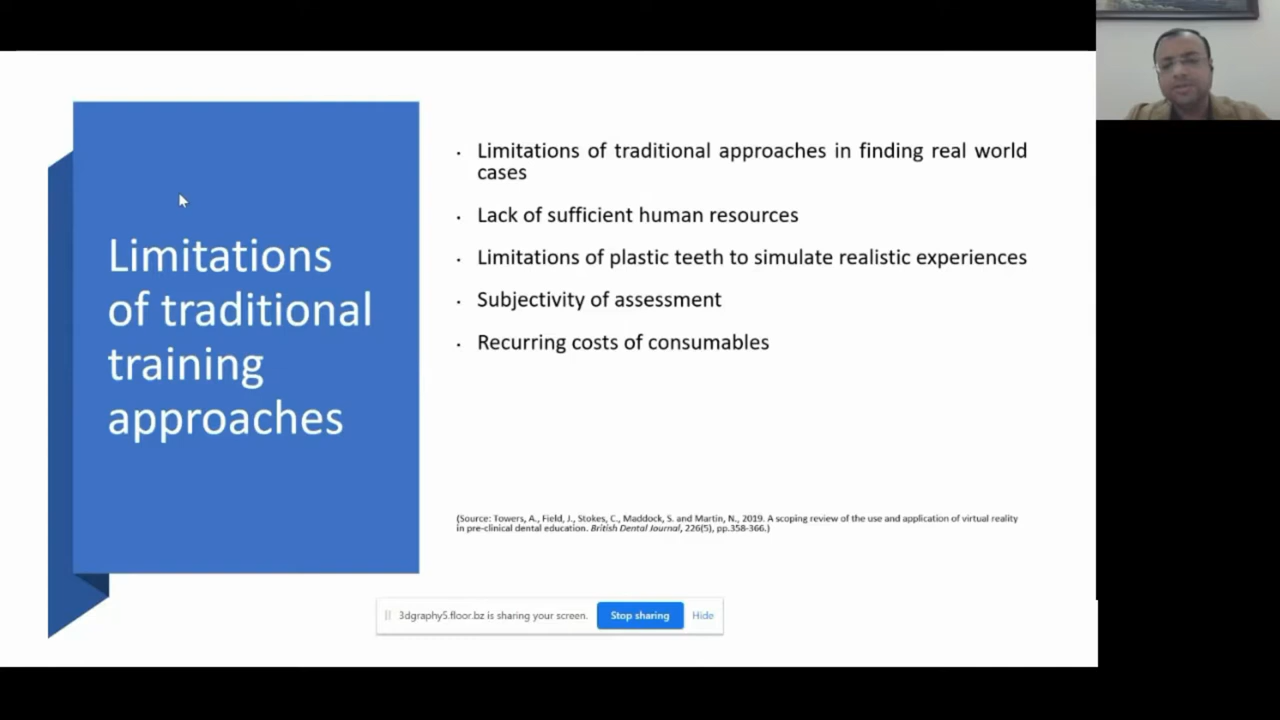 Limitations
of traditional
training
approaches
· Limitations of traditional approaches in finding real world
cases
· Lack of sufficient human resources
· Limitations of plastic teeth to simulate realistic experiences
· Subjectivity of assessment
· Recurring costs of consumables
(Source: Towers, A., Field, J., Stokes, C., Maddock, S. and Martin, N., 2019. A scoping review of the use and application of virtual reality
in pre-clinical dental education. British Dental Journal, 226(5), pp.358-366.)
3dgraphy5.floor.bz is sharing your screen. Stop sharing Hide